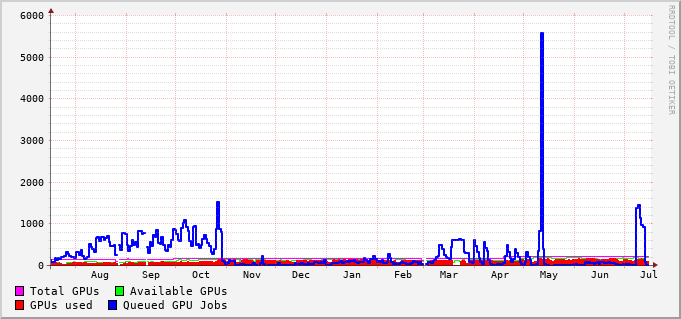 6000
5000
4000
3000
2000
1000
0
Aug Sep Oct Nov Dec Jan Feb Mar Apr May Jun Jul
Total GPUs Available GPUs
GPUs used Queued GPU Jobs
RRDTOOL / TOBI OETIKER